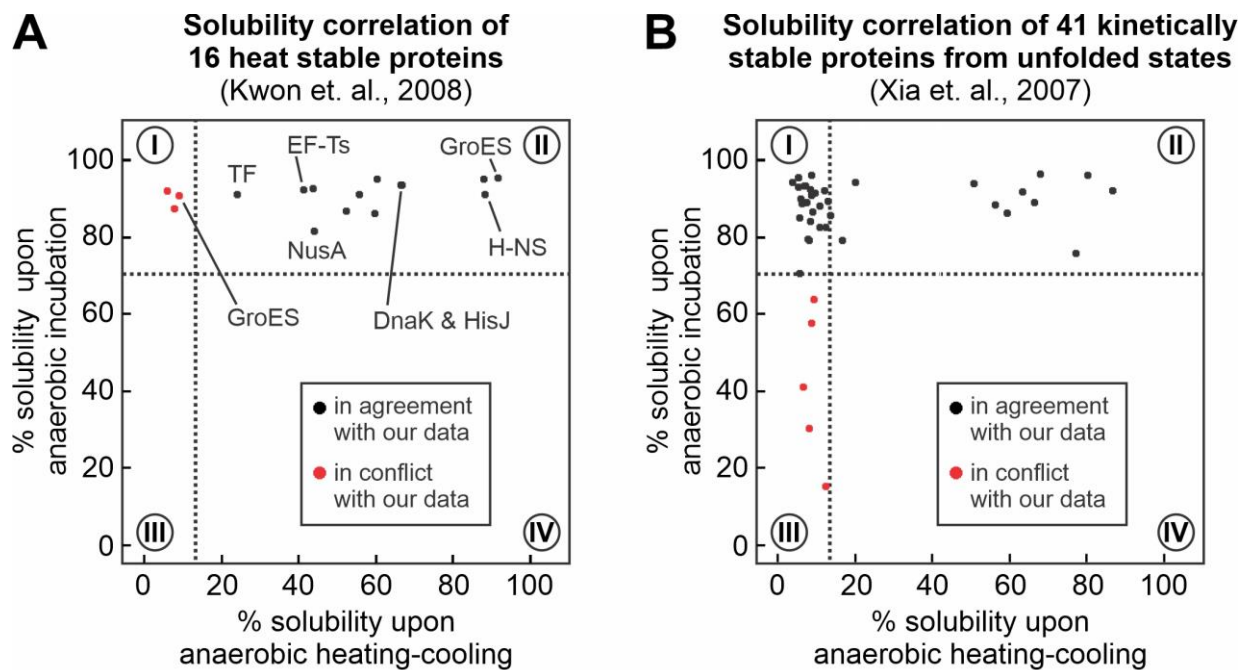 A
Solubility correlation of
16 heat stable proteins
(Kwon et. al., 2008)
% solubility upon
anaerobic incubation
100
80
60
40
20
0
I
II
III
IV
TF
EF-Ts
GroES
NusA
H-NS
GroES
DnaK & HisJ
in agreement
with our data
in conflict
with our data
0 20 40 60 80 100
% solubility upon
anaerobic heating-cooling
B
Solubility correlation of 41 kinetically
stable proteins from unfolded states
(Xia et. al., 2007)
% solubility upon
anaerobic incubation
100
80
60
40
20
0
I
II
III
IV
in agreement
with our data
in conflict
with our data
0 20 40 60 80 100
% solubility upon
anaerobic heating-cooling